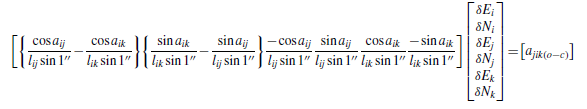 [{cos a_ij / l_ij sin 1″ − cos a_ik / l_ik sin 1″} {sin a_ik / l_ik sin 1″ − sin a_ij / l_ij sin 1″} −cos a_ij / l_ij sin 1″ sin a_ij / l_ij sin 1″ cos a_ik / l_ik sin 1″ −sin a_ik / l_ik sin 1″] [δE_i δN_i δE_j δN_j δE_k δN_k] = [a_jik(o−c)]